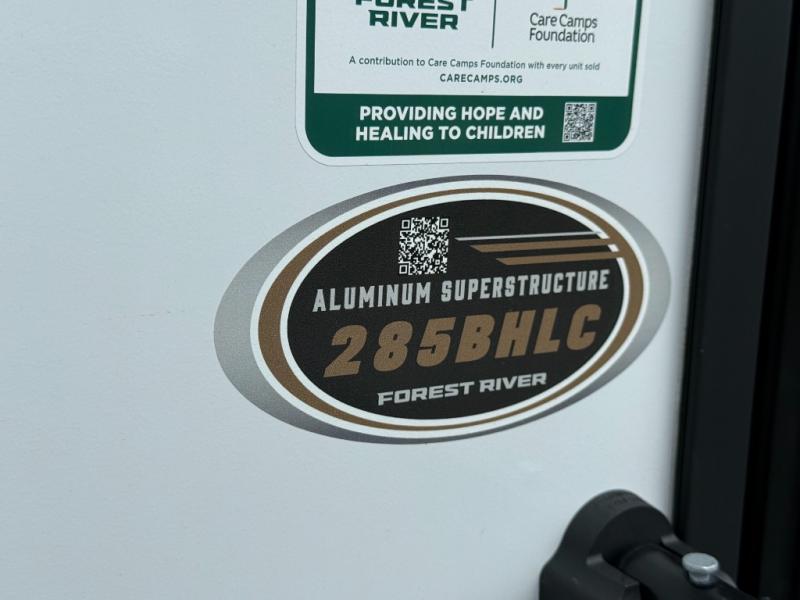 FOREST
RIVER
Care Camps
Foundation
A contribution to Care Camps Foundation with every unit sold
CARECAMPS.ORG
PROVIDING HOPE AND
HEALING TO CHILDREN
ALUMINUM SUPERSTRUCTURE
285BHLC
FOREST RIVER